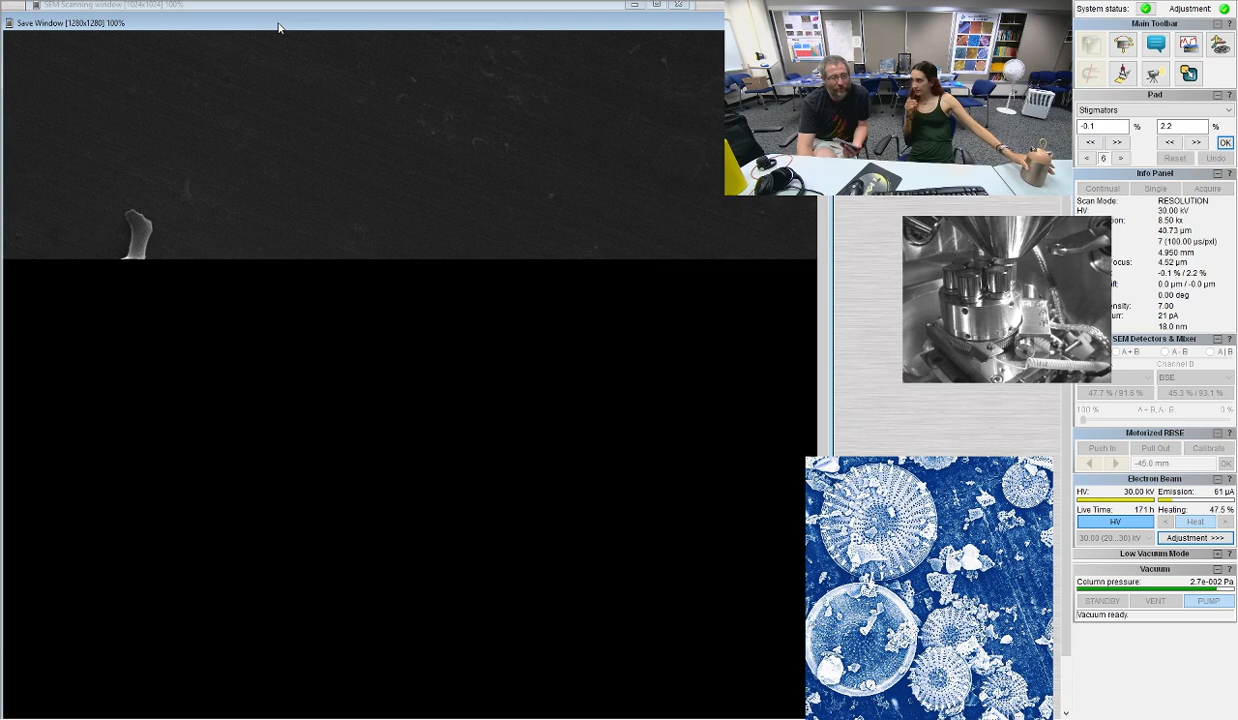 SEM Scanning window [1024x1024] 100%
Save Window [1280x1280] 100%
System status: Adjustment:
Main Toolbar
Pad
Stigmators
-0.1 % 2.2 %
<< >> << >> OK
< 6 > Reset Undo
Info Panel
Continual Single Acquire
Scan Mode: RESOLUTION
HV: 30.00 kV
ion: 8.50 kx
40.73 µm
7 (100.00 µs/pxl)
4.950 mm
ocus: 4.52 µm
-0.1 % / 2.2 %
ift: 0.0 µm / -0.0 µm
0.00 deg
ensity: 7.00
urr: 21 pA
18.0 nm
SEM Detectors & Mixer
A+B A-B A|B
BSE
47.7 % / 91.6 % 45.3 % / 93.1 %
100 % A+B, A-B 0 %
Motorized RBSE
Push In Pull Out Calibrate
-45.0 mm OK
Electron Beam
HV: 30.00 kV Emission: 61 µA
Live Time: 171 h Heating: 47.5 %
HV < Heat >
30.00 (20...30) kV Adjustment >>>
Low Vacuum Mode
Vacuum
Column pressure: 2.7e-002 Pa
STANDBY VENT PUMP
Vacuum ready.